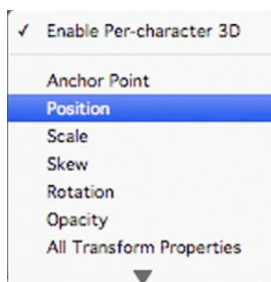 ✓ Enable Per-character 3D
Anchor Point
Position
Scale
Skew
Rotation
Opacity
All Transform Properties